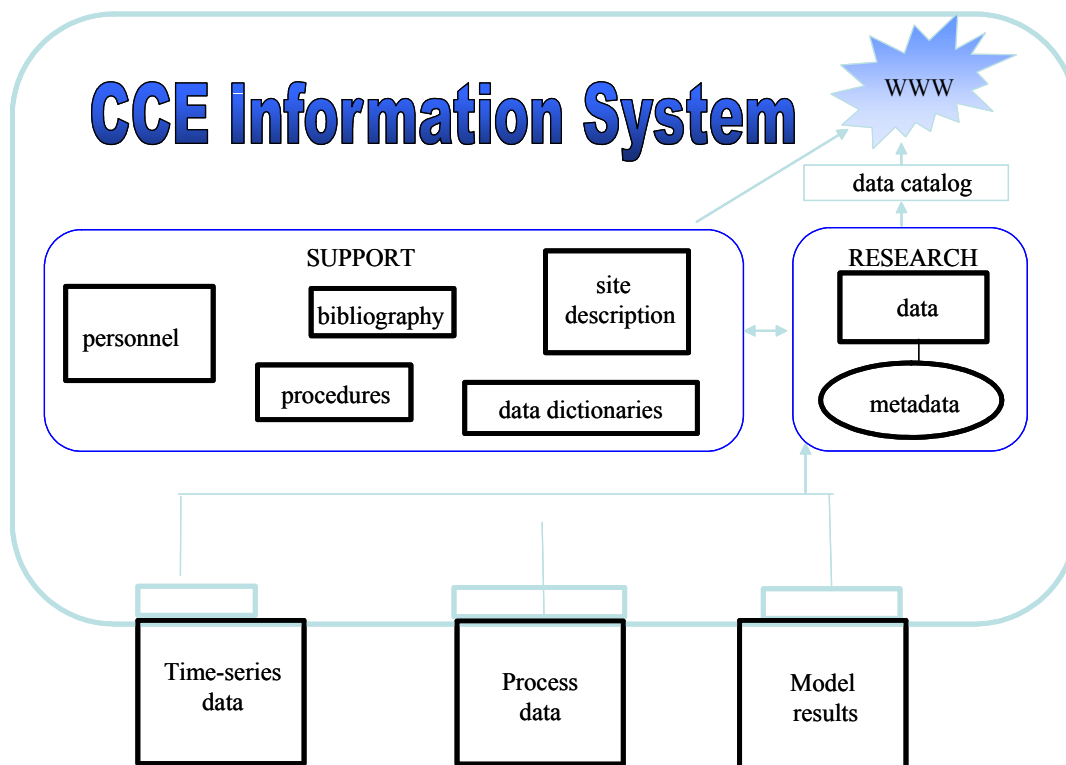 CCE Information System
WWW
data catalog
SUPPORT
personnel
bibliography
site
description
procedures
data dictionaries
RESEARCH
data
metadata
Time-series
data
Process
data
Model
results